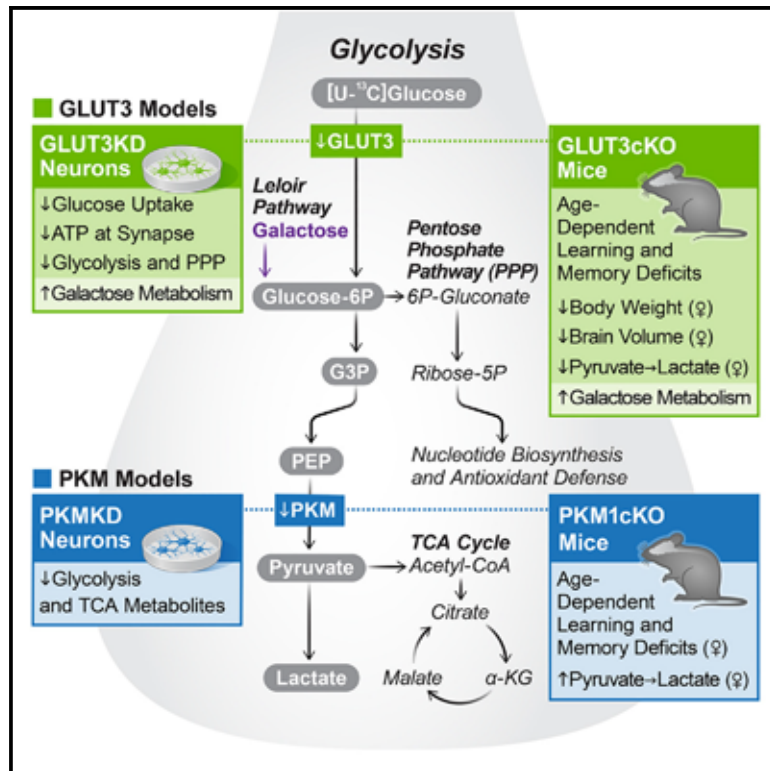 Glycolysis
[U-¹³C]Glucose
GLUT3 Models
GLUT3KD
Neurons
↓Glucose Uptake
↓ATP at Synapse
↓Glycolysis and PPP
↑Galactose Metabolism
↓GLUT3
Leloir
Pathway
Galactose
Pentose
Phosphate
Pathway (PPP)
Glucose-6P
6P-Gluconate
G3P
Ribose-5P
PEP
Nucleotide Biosynthesis
and Antioxidant Defense
GLUT3cKO
Mice
Age-
Dependent
Learning and
Memory Deficits
↓Body Weight (♀)
↓Brain Volume (♀)
↓Pyruvate→Lactate (♀)
↑Galactose Metabolism
PKM Models
PKMKD
Neurons
↓Glycolysis
and TCA Metabolites
↓PKM
Pyruvate
TCA Cycle
Acetyl-CoA
Citrate
Lactate
Malate
α-KG
PKM1cKO
Mice
Age-
Dependent
Learning and
Memory Deficits (♀)
↑Pyruvate→Lactate (♀)